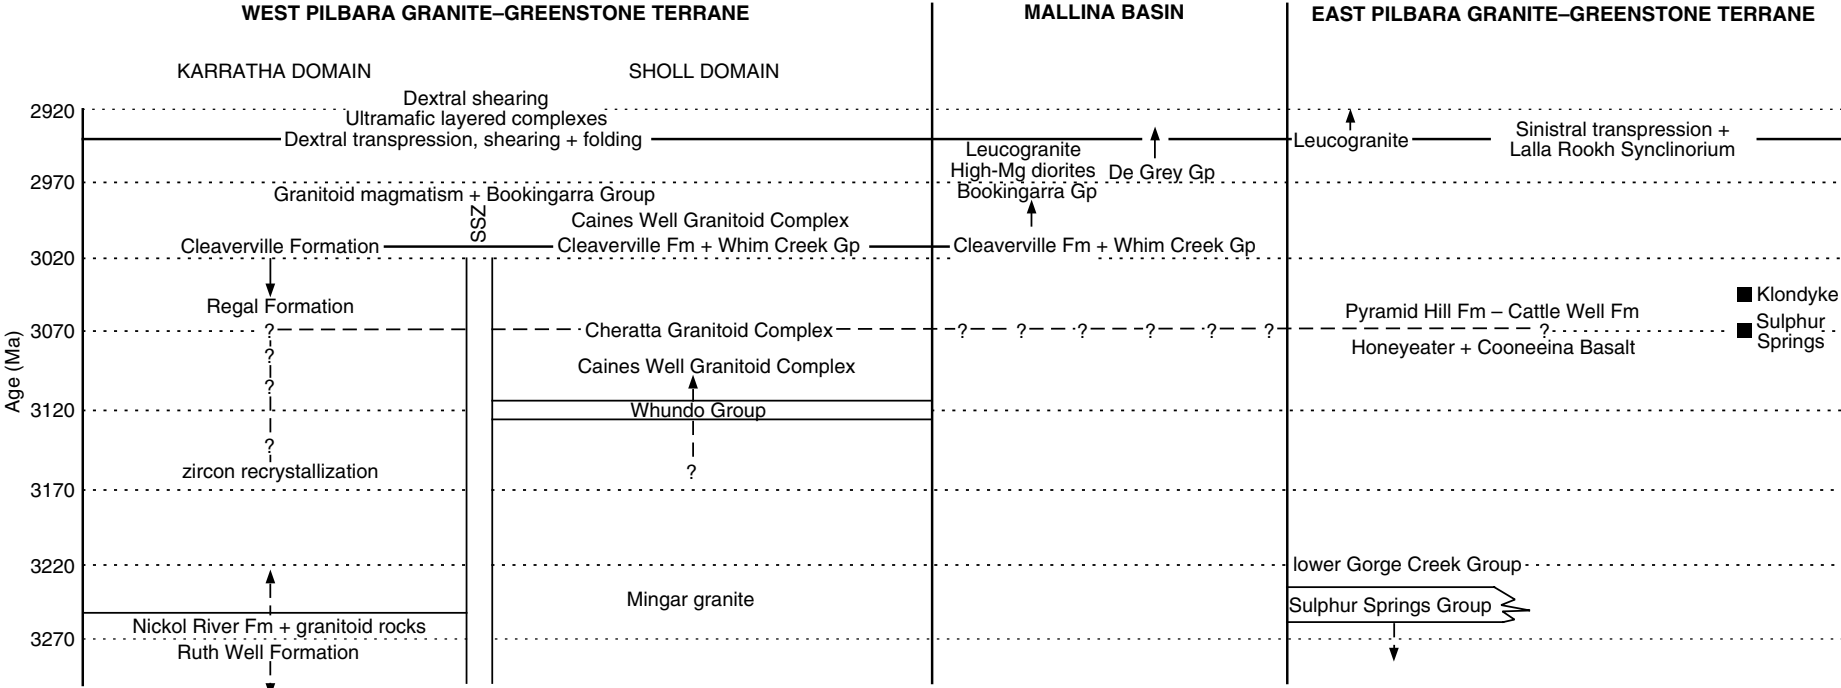 WEST PILBARA GRANITE–GREENSTONE TERRANE
MALLINA BASIN
EAST PILBARA GRANITE–GREENSTONE TERRANE
KARRATHA DOMAIN
SHOLL DOMAIN
Age (Ma)
2920
2970
3020
3070
3120
3170
3220
3270
Dextral shearing
Ultramafic layered complexes
Dextral transpression, shearing + folding
Granitoid magmatism + Bookingarra Group
SSZ
Cleaverville Formation
Regal Formation
?
?
?
?
zircon recrystallization
Nickol River Fm + granitoid rocks
Ruth Well Formation
Caines Well Granitoid Complex
Cleaverville Fm + Whim Creek Gp
Cheratta Granitoid Complex
Caines Well Granitoid Complex
Whundo Group
?
Mingar granite
Leucogranite
High-Mg diorites
Bookingarra Gp
De Grey Gp
Cleaverville Fm + Whim Creek Gp
? ? ? ? ? ?
Leucogranite
Sinistral transpression +
Lalla Rookh Synclinorium
Pyramid Hill Fm – Cattle Well Fm
?
Honeyeater + Cooneeina Basalt
Klondyke
Sulphur
Springs
lower Gorge Creek Group
Sulphur Springs Group